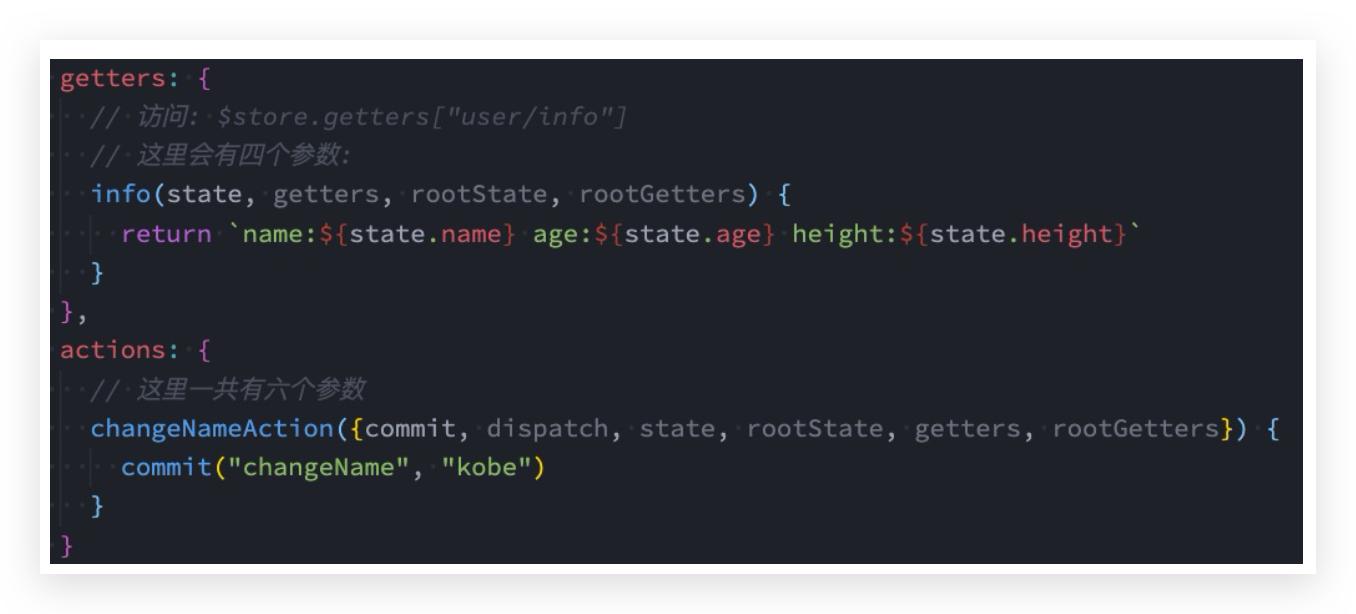 getters: {
// 访问: $store.getters["user/info"]
// 这里会有四个参数:
info(state, getters, rootState, rootGetters) {
return `name:${state.name} age:${state.age} height:${state.height}`
}
},
actions: {
// 这里一共有六个参数
changeNameAction({commit, dispatch, state, rootState, getters, rootGetters}) {
commit("changeName", "kobe")
}
}